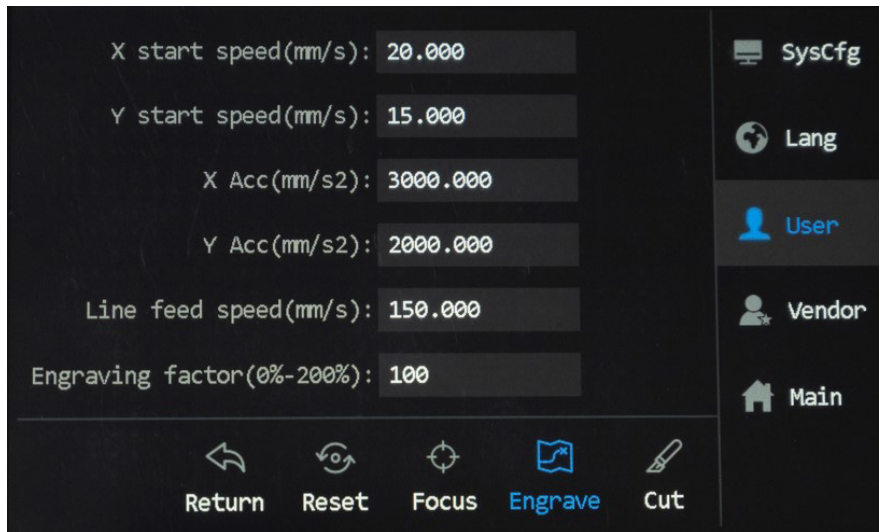 X start speed(mm/s): 20.000
Y start speed(mm/s): 15.000
X Acc(mm/s2): 3000.000
Y Acc(mm/s2): 2000.000
Line feed speed(mm/s): 150.000
Engraving factor(0%-200%): 100
Return Reset Focus Engrave Cut
SysCfg
Lang
User
Vendor
Main